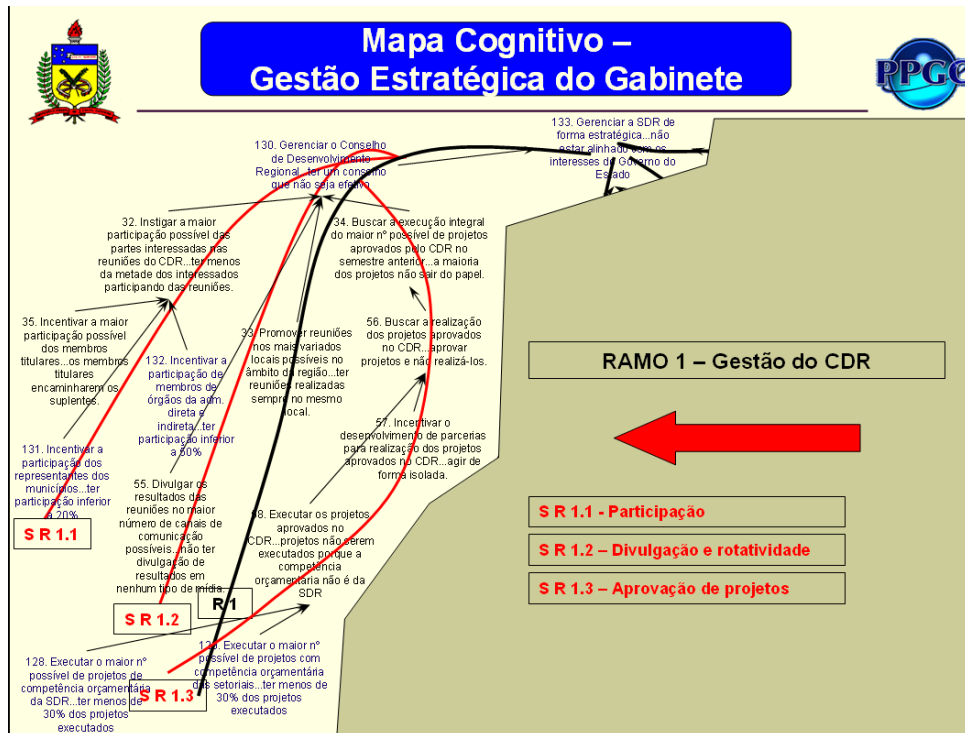 Mapa Cognitivo –
Gestão Estratégica do Gabinete
PPGC
133. Gerenciar a SDR de
forma estratégica...não
estar alinhado com os
interesses do Governo do
Estado
130. Gerenciar o Conselho
de Desenvolvimento
Regional...ter um conselho
que não seja efetivo
32. Instigar a maior
participação possível das
partes interessadas nas
reuniões do CDR...ter menos
da metade dos interessados
participando das reuniões.
34. Buscar a execução integral
do maior nº possível de projetos
aprovados pelo CDR no
semestre anterior...a maioria
dos projetos não sair do papel.
35. Incentivar a maior
participação possível
dos membros
titulares...os membros
titulares
encaminharem os
suplentes.
132. Incentivar a
participação de
membros de
órgãos da adm.
direta e
indireta...ter
participação inferior
a 50%
33. Promover reuniões
nos mais variados
locais possíveis no
âmbito da região...ter
reuniões realizadas
sempre no mesmo
local.
56. Buscar a realização
dos projetos aprovados
no CDR...aprovar
projetos e não realizá-los.
RAMO 1 – Gestão do CDR
57. Incentivar o
desenvolvimento de parcerias
para realização dos projetos
aprovados no CDR...agir de
forma isolada.
131. Incentivar a
participação dos
representantes dos
municípios...ter
participação inferior
a 20%
S R 1.1
55. Divulgar os
resultados das
reuniões no maior
número de canais de
comunicação
possíveis...não ter
divulgação de
resultados em
nenhum tipo de mídia.
58. Executar os projetos
aprovados no
CDR...projetos não serem
executados porque a
competência
orçamentária não é da
SDR
S R 1.1 - Participação
S R 1.2 – Divulgação e rotatividade
S R 1.3 – Aprovação de projetos
R 1
S R 1.2
128. Executar o maior nº
possível de projetos de
competência orçamentária
da SDR...ter menos de
30% dos projetos
executados
Executar o maior nº
possível de projetos com
competência orçamentária
das setoriais...ter menos de
30% dos projetos
executados
S R 1.3